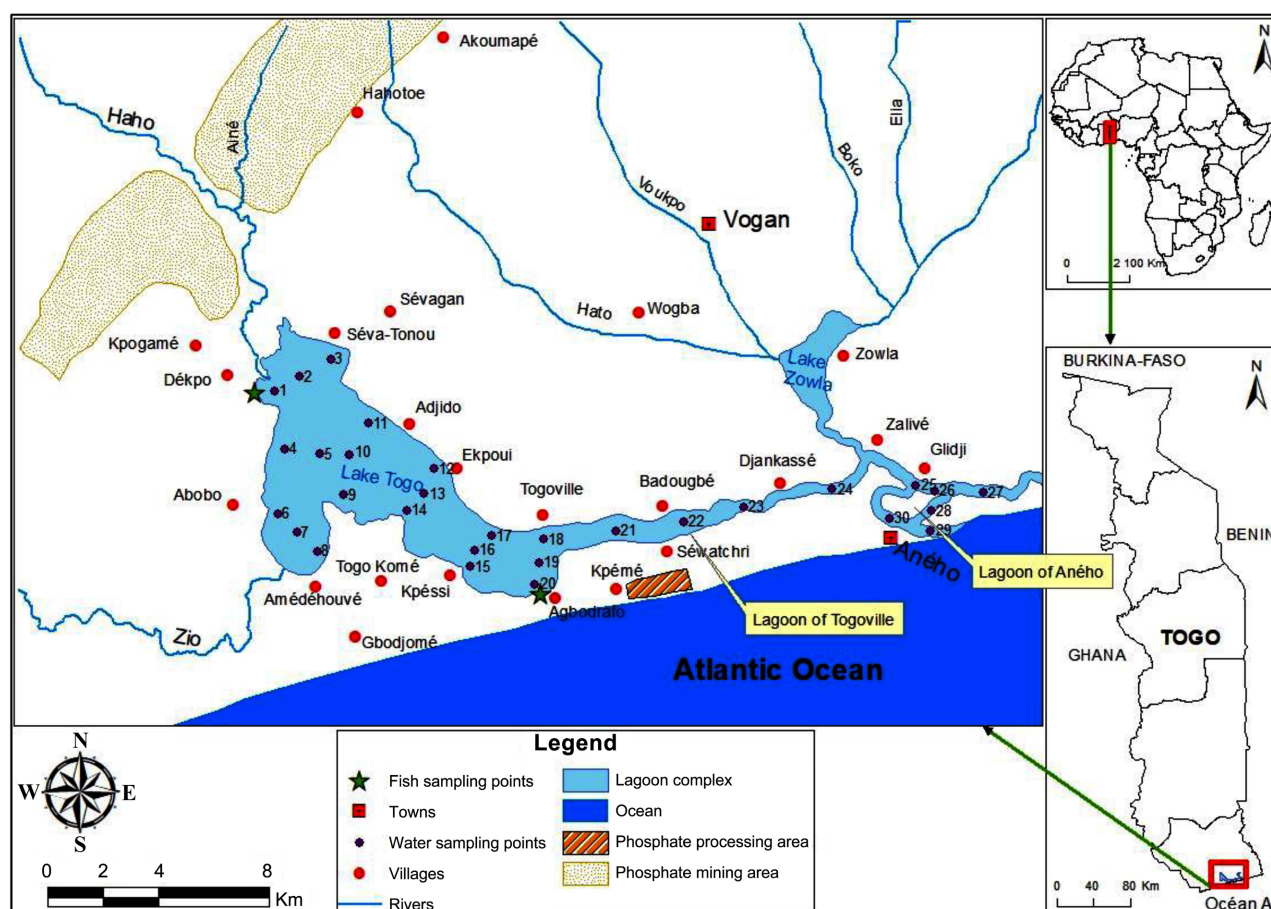 Akoumapé
Hahotoe
Haho
Ainé
Voukpo
Boko
Elia
Vogan
Sévagan
Hato
Wogba
Séva-Tonou
Kpogamé
Lake
Zowla
Zowla
Dékpo
3
2
1
Adjido
11
Zalivé
4
5
10
Glidji
Lake Togo
12
Ekpoui
Djankassé
Badougbé
Togoville
Abobo
9
13
14
24
25
26
27
6
23
28
7
22
30
29
8
17
18
21
16
Séwatchri
15
19
Aného
Togo Komé
Kpéssi
20
Kpémé
Lagoon of Aného
Amédéhouvé
Agbodrafo
Lagoon of Togoville
Zio
Gbodjomé
Atlantic Ocean
N
0
2 100 Km
BURKINA-FASO
N
BENIN
TOGO
GHANA
0
40
80 Km
Océan A
N
W
E
S
0
2
4
8
Km
Legend
Fish sampling points
Lagoon complex
Towns
Ocean
Water sampling points
Phosphate processing area
Villages
Phosphate mining area
Rivers